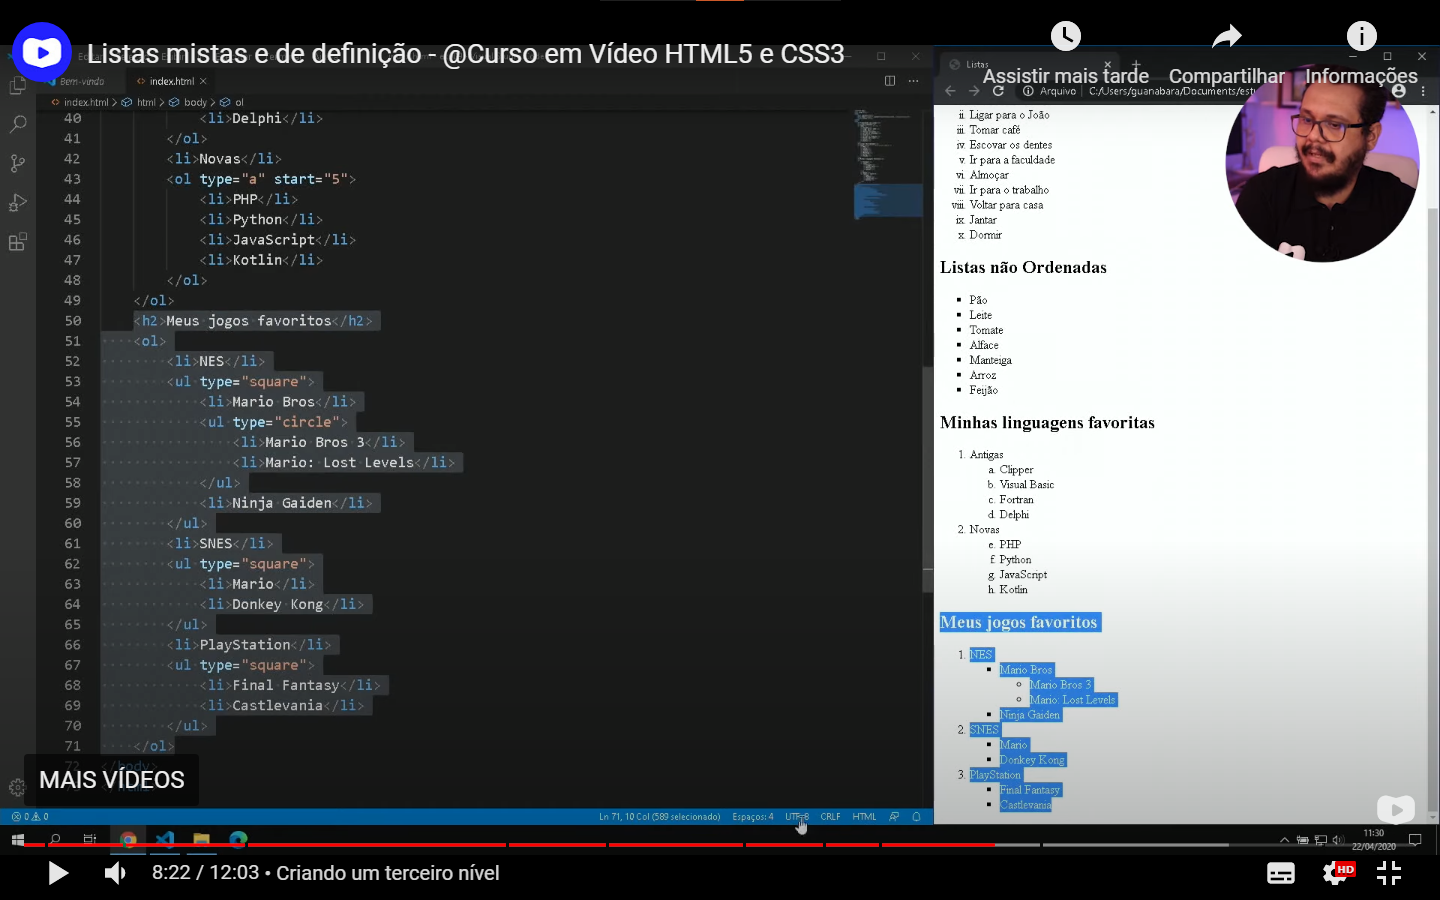 Listas mistas e de definição - @Curso em Vídeo HTML5 e CSS3
Assistir mais tarde
Compartilhar
Informações
Bem-vindo
index.html
index.html > html > body > ol
40 <li>Delphi</li>
41 </ol>
42 <li>Novas</li>
43 <ol type="a" start="5">
44 <li>PHP</li>
45 <li>Python</li>
46 <li>JavaScript</li>
47 <li>Kotlin</li>
48 </ol>
49 </ol>
50 <h2>Meus jogos favoritos</h2>
51 <ol>
52 <li>NES</li>
53 <ul type="square">
54 <li>Mario Bros</li>
55 <ul type="circle">
56 <li>Mario Bros 3</li>
57 <li>Mario: Lost Levels</li>
58 </ul>
59 <li>Ninja Gaiden</li>
60 </ul>
61 <li>SNES</li>
62 <ul type="square">
63 <li>Mario</li>
64 <li>Donkey Kong</li>
65 </ul>
66 <li>PlayStation</li>
67 <ul type="square">
68 <li>Final Fantasy</li>
69 <li>Castlevania</li>
70 </ul>
71 </ol>
72 </body>
MAIS VÍDEOS
0 0
Ln 71, 10 Col (589 selecionado)
Espaços: 4
UTF-8
CRLF
HTML
Listas
Arquivo | C:/Users/guanabara/Documents/estu
ii. Ligar para o João
iii. Tomar café
iv. Escovar os dentes
v. Ir para a faculdade
vi. Almoçar
vii. Ir para o trabalho
viii. Voltar para casa
ix. Jantar
x. Dormir
Listas não Ordenadas
Pão
Leite
Tomate
Alface
Manteiga
Arroz
Feijão
Minhas linguagens favoritas
1. Antigas
a. Clipper
b. Visual Basic
c. Fortran
d. Delphi
2. Novas
e. PHP
f. Python
g. JavaScript
h. Kotlin
Meus jogos favoritos
1. NES
Mario Bros
Mario Bros 3
Mario: Lost Levels
Ninja Gaiden
2. SNES
Mario
Donkey Kong
3. PlayStation
Final Fantasy
Castlevania
11:30
22/04/2020
8:22 / 12:03 • Criando um terceiro nível
HD